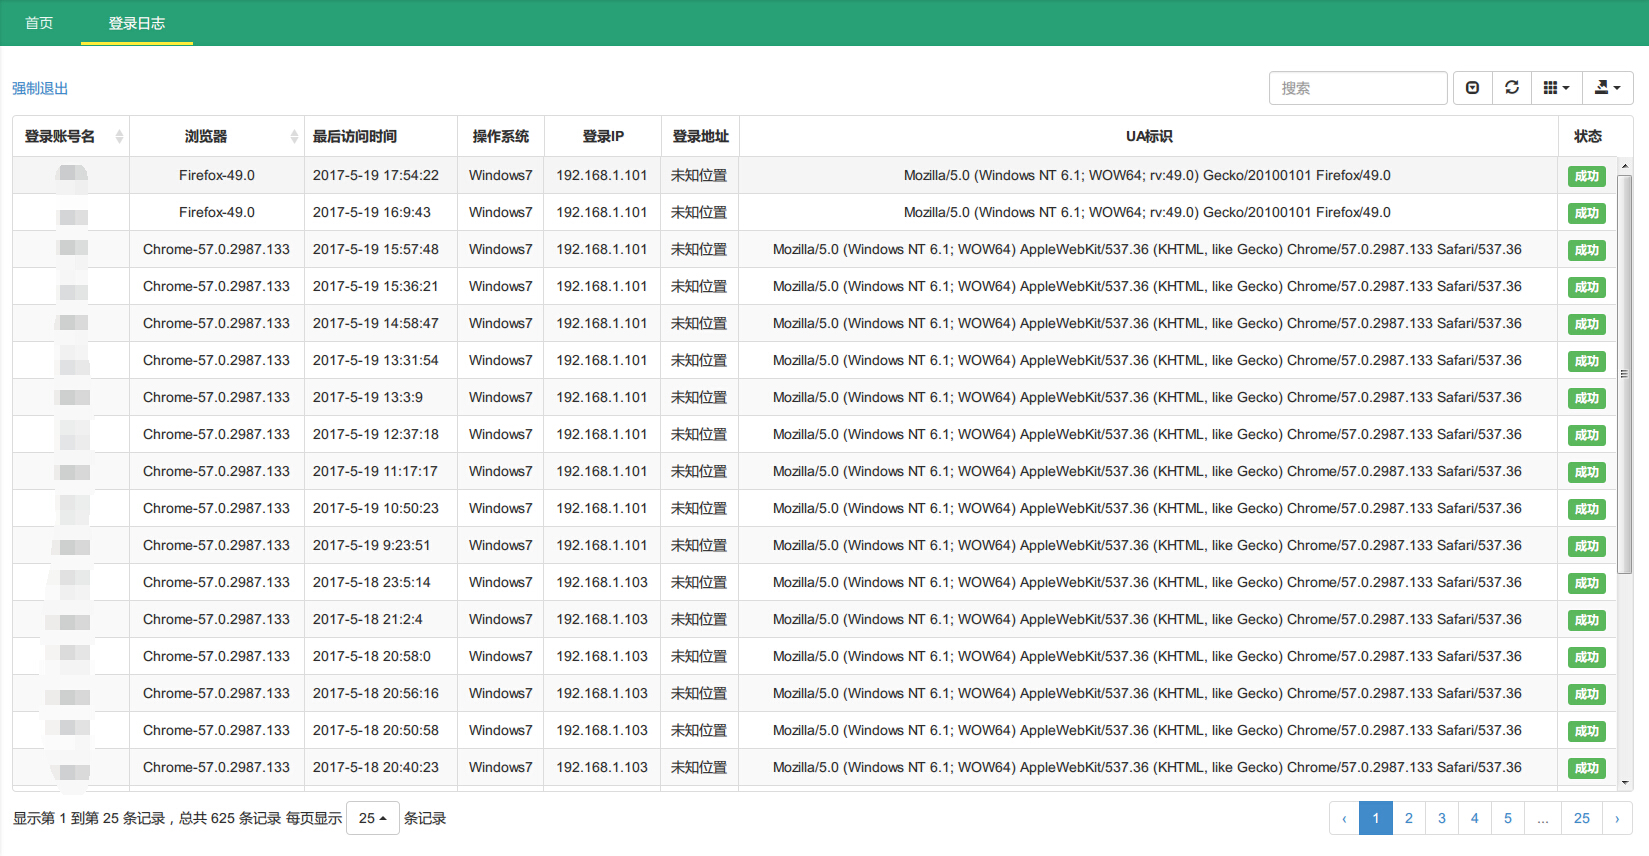 首页 登录日志
强制退出 搜索
登录账号名 浏览器 最后访问时间 操作系统 登录IP 登录地址 UA标识 状态
Firefox-49.0 2017-5-19 17:54:22 Windows7 192.168.1.101 未知位置 Mozilla/5.0 (Windows NT 6.1; WOW64; rv:49.0) Gecko/20100101 Firefox/49.0 成功
Firefox-49.0 2017-5-19 16:9:43 Windows7 192.168.1.101 未知位置 Mozilla/5.0 (Windows NT 6.1; WOW64; rv:49.0) Gecko/20100101 Firefox/49.0 成功
Chrome-57.0.2987.133 2017-5-19 15:57:48 Windows7 192.168.1.101 未知位置 Mozilla/5.0 (Windows NT 6.1; WOW64) AppleWebKit/537.36 (KHTML, like Gecko) Chrome/57.0.2987.133 Safari/537.36 成功
Chrome-57.0.2987.133 2017-5-19 15:36:21 Windows7 192.168.1.101 未知位置 Mozilla/5.0 (Windows NT 6.1; WOW64) AppleWebKit/537.36 (KHTML, like Gecko) Chrome/57.0.2987.133 Safari/537.36 成功
Chrome-57.0.2987.133 2017-5-19 14:58:47 Windows7 192.168.1.101 未知位置 Mozilla/5.0 (Windows NT 6.1; WOW64) AppleWebKit/537.36 (KHTML, like Gecko) Chrome/57.0.2987.133 Safari/537.36 成功
Chrome-57.0.2987.133 2017-5-19 13:31:54 Windows7 192.168.1.101 未知位置 Mozilla/5.0 (Windows NT 6.1; WOW64) AppleWebKit/537.36 (KHTML, like Gecko) Chrome/57.0.2987.133 Safari/537.36 成功
Chrome-57.0.2987.133 2017-5-19 13:3:9 Windows7 192.168.1.101 未知位置 Mozilla/5.0 (Windows NT 6.1; WOW64) AppleWebKit/537.36 (KHTML, like Gecko) Chrome/57.0.2987.133 Safari/537.36 成功
Chrome-57.0.2987.133 2017-5-19 12:37:18 Windows7 192.168.1.101 未知位置 Mozilla/5.0 (Windows NT 6.1; WOW64) AppleWebKit/537.36 (KHTML, like Gecko) Chrome/57.0.2987.133 Safari/537.36 成功
Chrome-57.0.2987.133 2017-5-19 11:17:17 Windows7 192.168.1.101 未知位置 Mozilla/5.0 (Windows NT 6.1; WOW64) AppleWebKit/537.36 (KHTML, like Gecko) Chrome/57.0.2987.133 Safari/537.36 成功
Chrome-57.0.2987.133 2017-5-19 10:50:23 Windows7 192.168.1.101 未知位置 Mozilla/5.0 (Windows NT 6.1; WOW64) AppleWebKit/537.36 (KHTML, like Gecko) Chrome/57.0.2987.133 Safari/537.36 成功
Chrome-57.0.2987.133 2017-5-19 9:23:51 Windows7 192.168.1.101 未知位置 Mozilla/5.0 (Windows NT 6.1; WOW64) AppleWebKit/537.36 (KHTML, like Gecko) Chrome/57.0.2987.133 Safari/537.36 成功
Chrome-57.0.2987.133 2017-5-18 23:5:14 Windows7 192.168.1.103 未知位置 Mozilla/5.0 (Windows NT 6.1; WOW64) AppleWebKit/537.36 (KHTML, like Gecko) Chrome/57.0.2987.133 Safari/537.36 成功
Chrome-57.0.2987.133 2017-5-18 21:2:4 Windows7 192.168.1.103 未知位置 Mozilla/5.0 (Windows NT 6.1; WOW64) AppleWebKit/537.36 (KHTML, like Gecko) Chrome/57.0.2987.133 Safari/537.36 成功
Chrome-57.0.2987.133 2017-5-18 20:58:0 Windows7 192.168.1.103 未知位置 Mozilla/5.0 (Windows NT 6.1; WOW64) AppleWebKit/537.36 (KHTML, like Gecko) Chrome/57.0.2987.133 Safari/537.36 成功
Chrome-57.0.2987.133 2017-5-18 20:56:16 Windows7 192.168.1.103 未知位置 Mozilla/5.0 (Windows NT 6.1; WOW64) AppleWebKit/537.36 (KHTML, like Gecko) Chrome/57.0.2987.133 Safari/537.36 成功
Chrome-57.0.2987.133 2017-5-18 20:50:58 Windows7 192.168.1.103 未知位置 Mozilla/5.0 (Windows NT 6.1; WOW64) AppleWebKit/537.36 (KHTML, like Gecko) Chrome/57.0.2987.133 Safari/537.36 成功
Chrome-57.0.2987.133 2017-5-18 20:40:23 Windows7 192.168.1.103 未知位置 Mozilla/5.0 (Windows NT 6.1; WOW64) AppleWebKit/537.36 (KHTML, like Gecko) Chrome/57.0.2987.133 Safari/537.36 成功
显示第 1 到第 25 条记录，总共 625 条记录 每页显示 25 条记录 ‹ 1 2 3 4 5 ... 25 ›